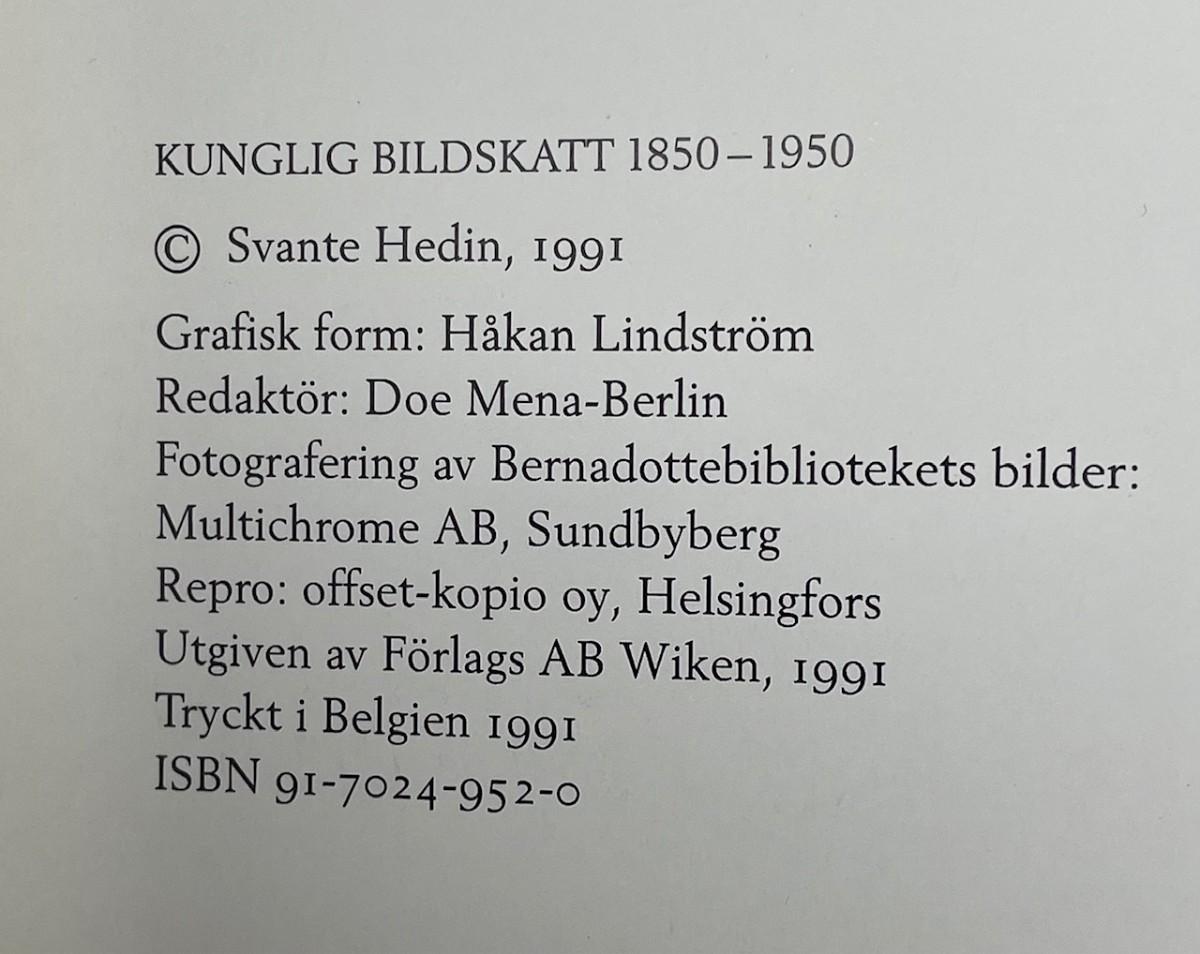 KUNGLIG BILDSKATT 1850–1950
© Svante Hedin, 1991
Grafisk form: Håkan Lindström
Redaktör: Doe Mena-Berlin
Fotografering av Bernadottebibliotekets bilder:
Multichrome AB, Sundbyberg
Repro: offset-kopio oy, Helsingfors
Utgiven av Förlags AB Wiken, 1991
Tryckt i Belgien 1991
ISBN 91-7024-952-0